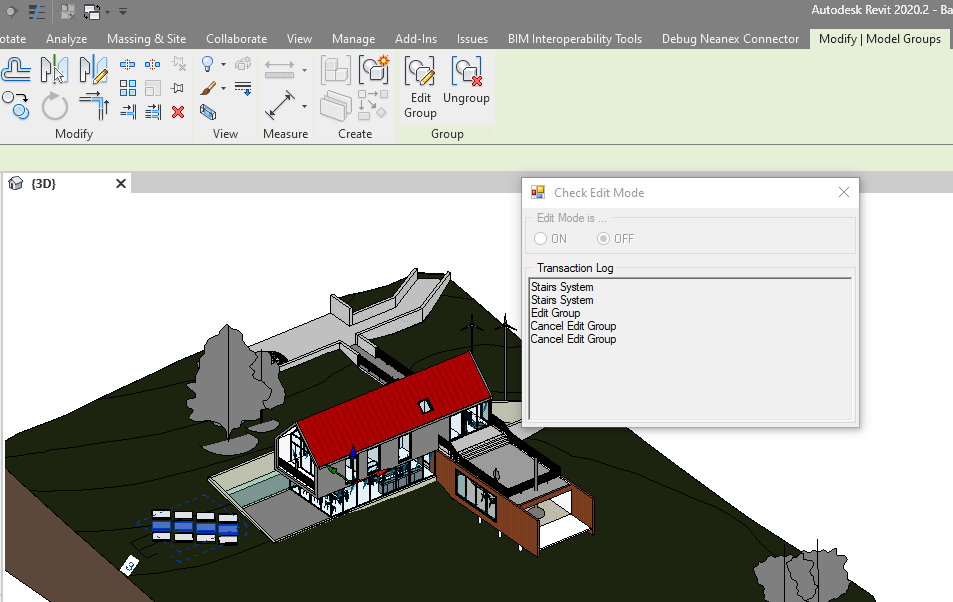 Autodesk Revit 2020.2 - Ba
otate Analyze Massing & Site Collaborate View Manage Add-Ins Issues BIM Interoperability Tools Debug Neanex Connector Modify | Model Groups
Edit
Group
Ungroup
Modify View Measure Create Group
{3D}
Check Edit Mode
Edit Mode is ...
ON OFF
Transaction Log
Stairs System
Stairs System
Edit Group
Cancel Edit Group
Cancel Edit Group